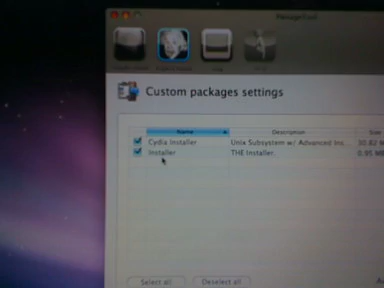 Custom packages settings
Name Description Size
Cydia Installer Unix Subsystem w/ Advanced Ins... 30.82 M
Installer THE Installer. 0.95 MB
Select all Deselect all